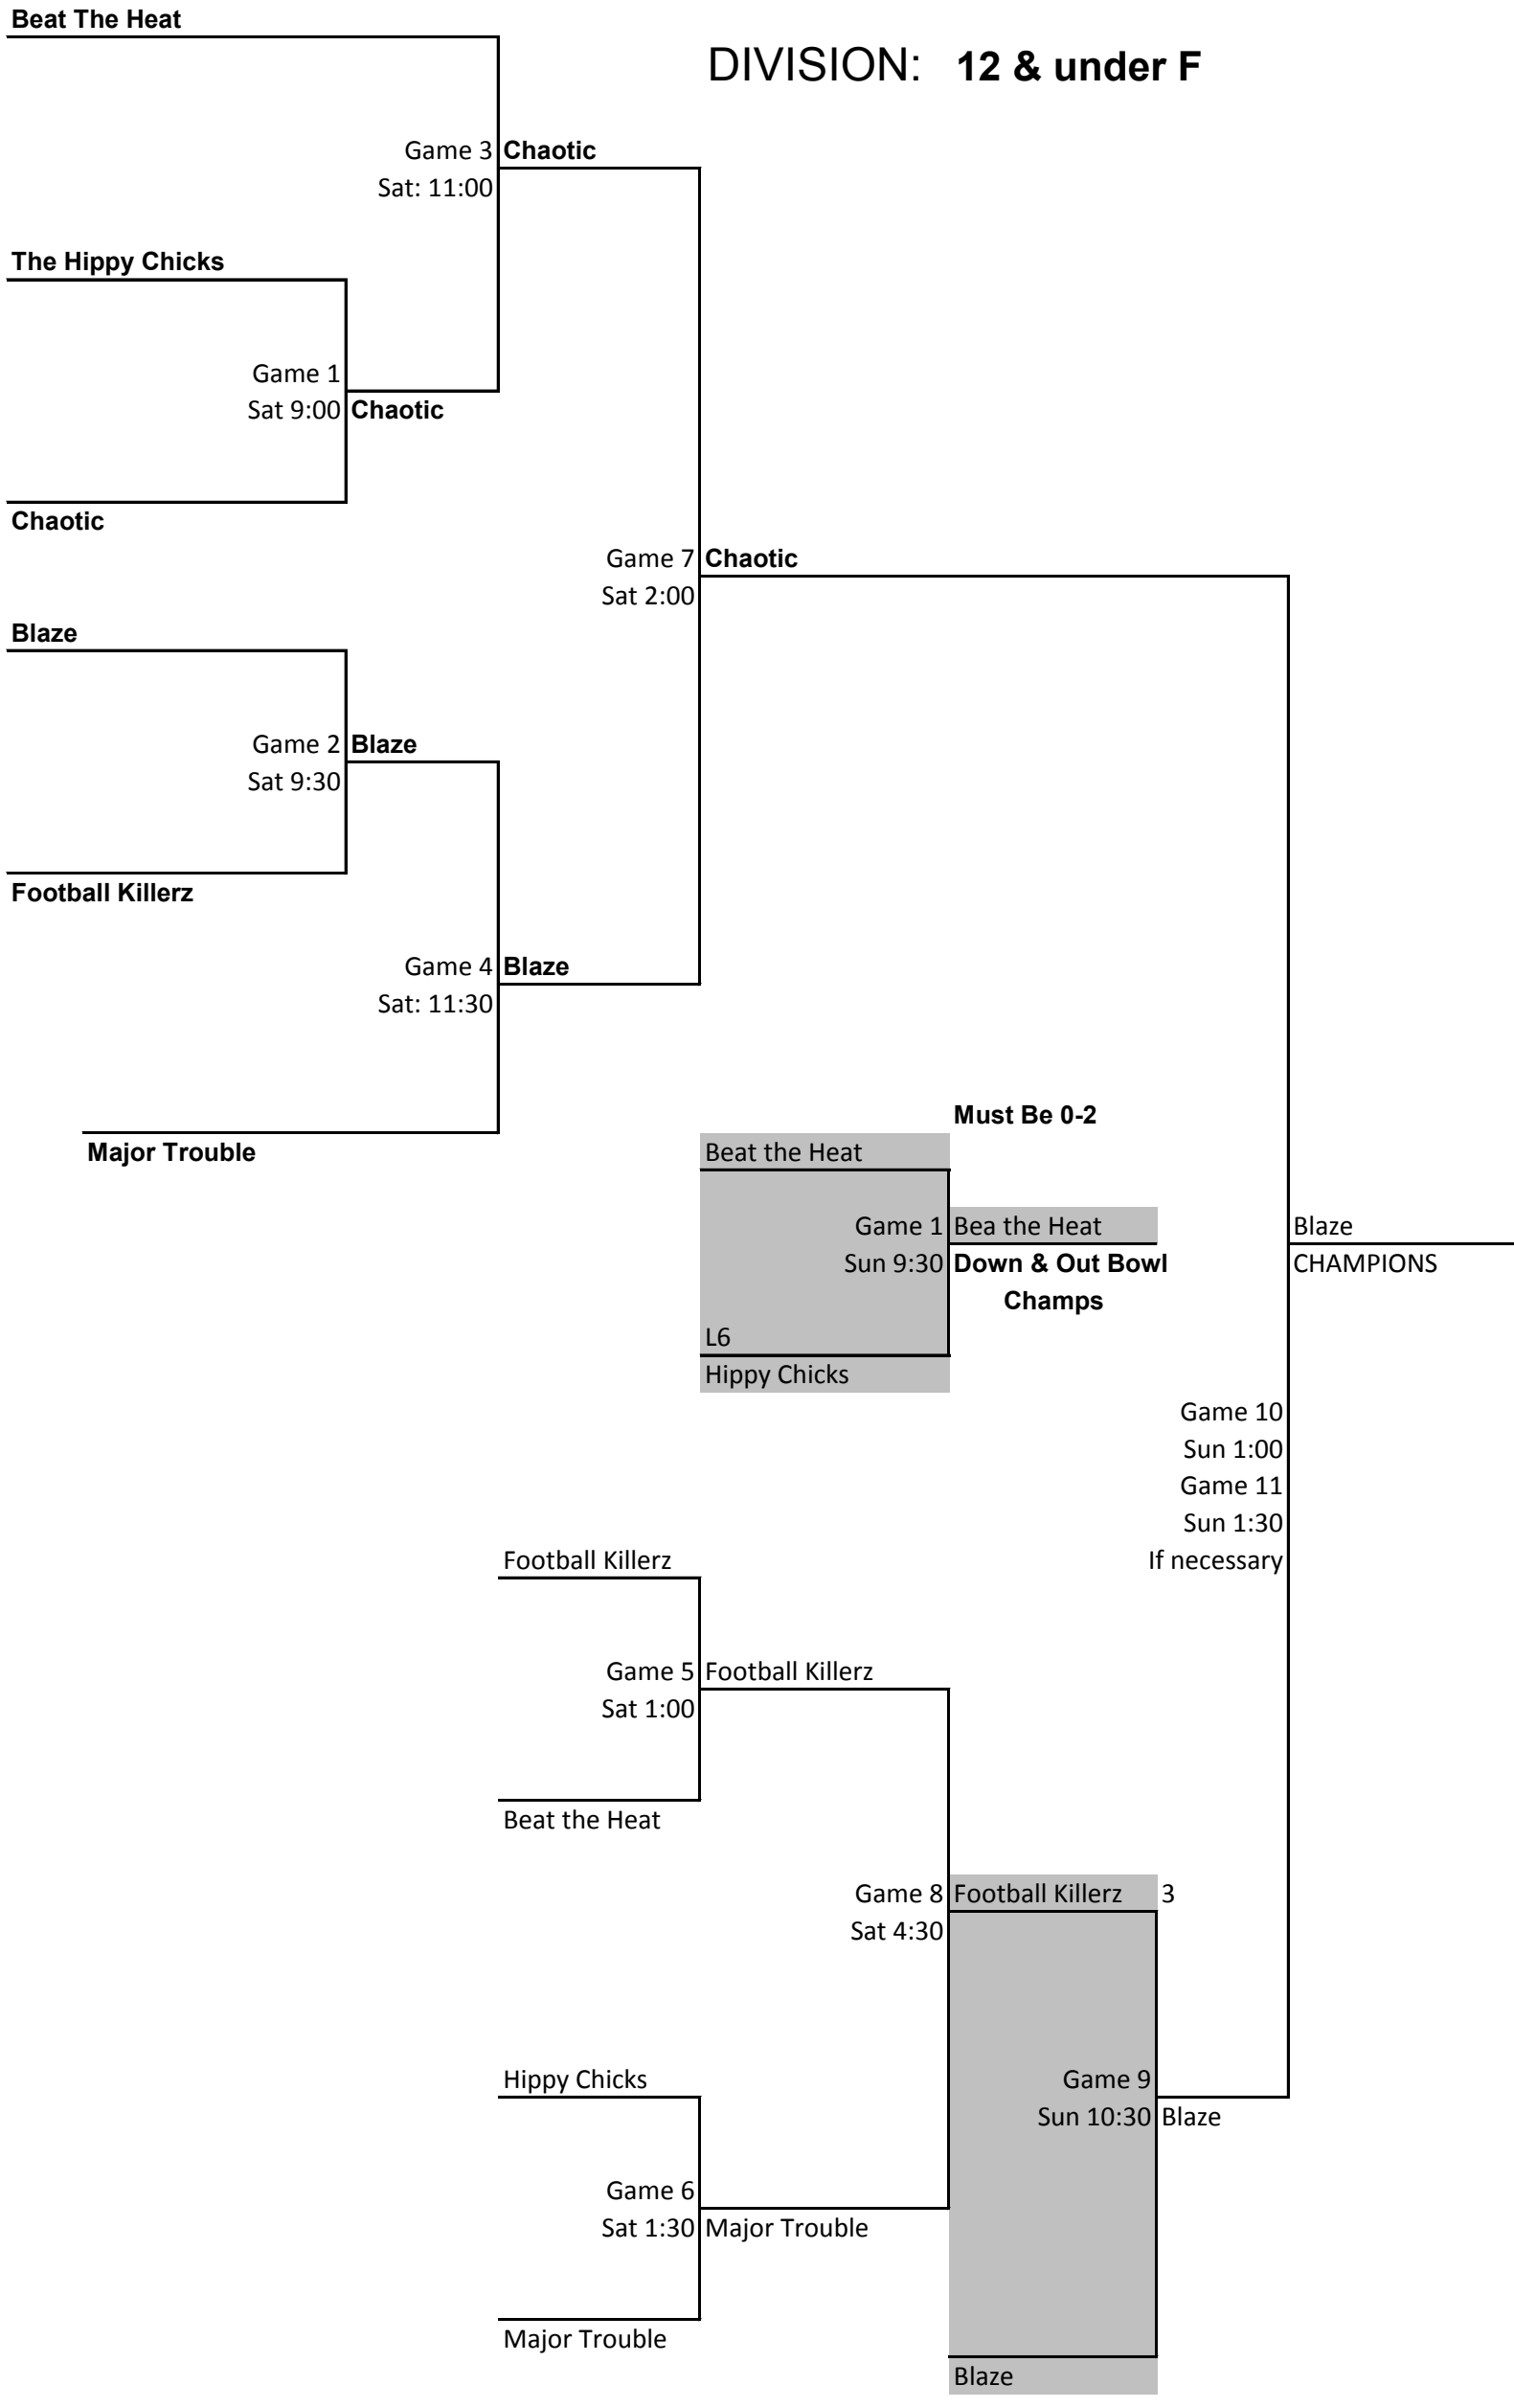 Beat The Heat
DIVISION: 12 & under F
Game 3 Chaotic
Sat: 11:00
The Hippy Chicks
Game 1
Sat 9:00 Chaotic
Chaotic
Game 7 Chaotic
Sat 2:00
Blaze
Game 2 Blaze
Sat 9:30
Football Killerz
Game 4 Blaze
Sat: 11:30
Must Be 0-2
Major Trouble
Beat the Heat
Game 1 Bea the Heat
Blaze
Sun 9:30 Down & Out Bowl
CHAMPIONS
Champs
L6
Hippy Chicks
Game 10
Sun 1:00
Game 11
Sun 1:30
If necessary
Football Killerz
Game 5 Football Killerz
Sat 1:00
Beat the Heat
Game 8 Football Killerz 3
Sat 4:30
Hippy Chicks
Game 9
Sun 10:30 Blaze
Game 6
Sat 1:30 Major Trouble
Major Trouble
Blaze